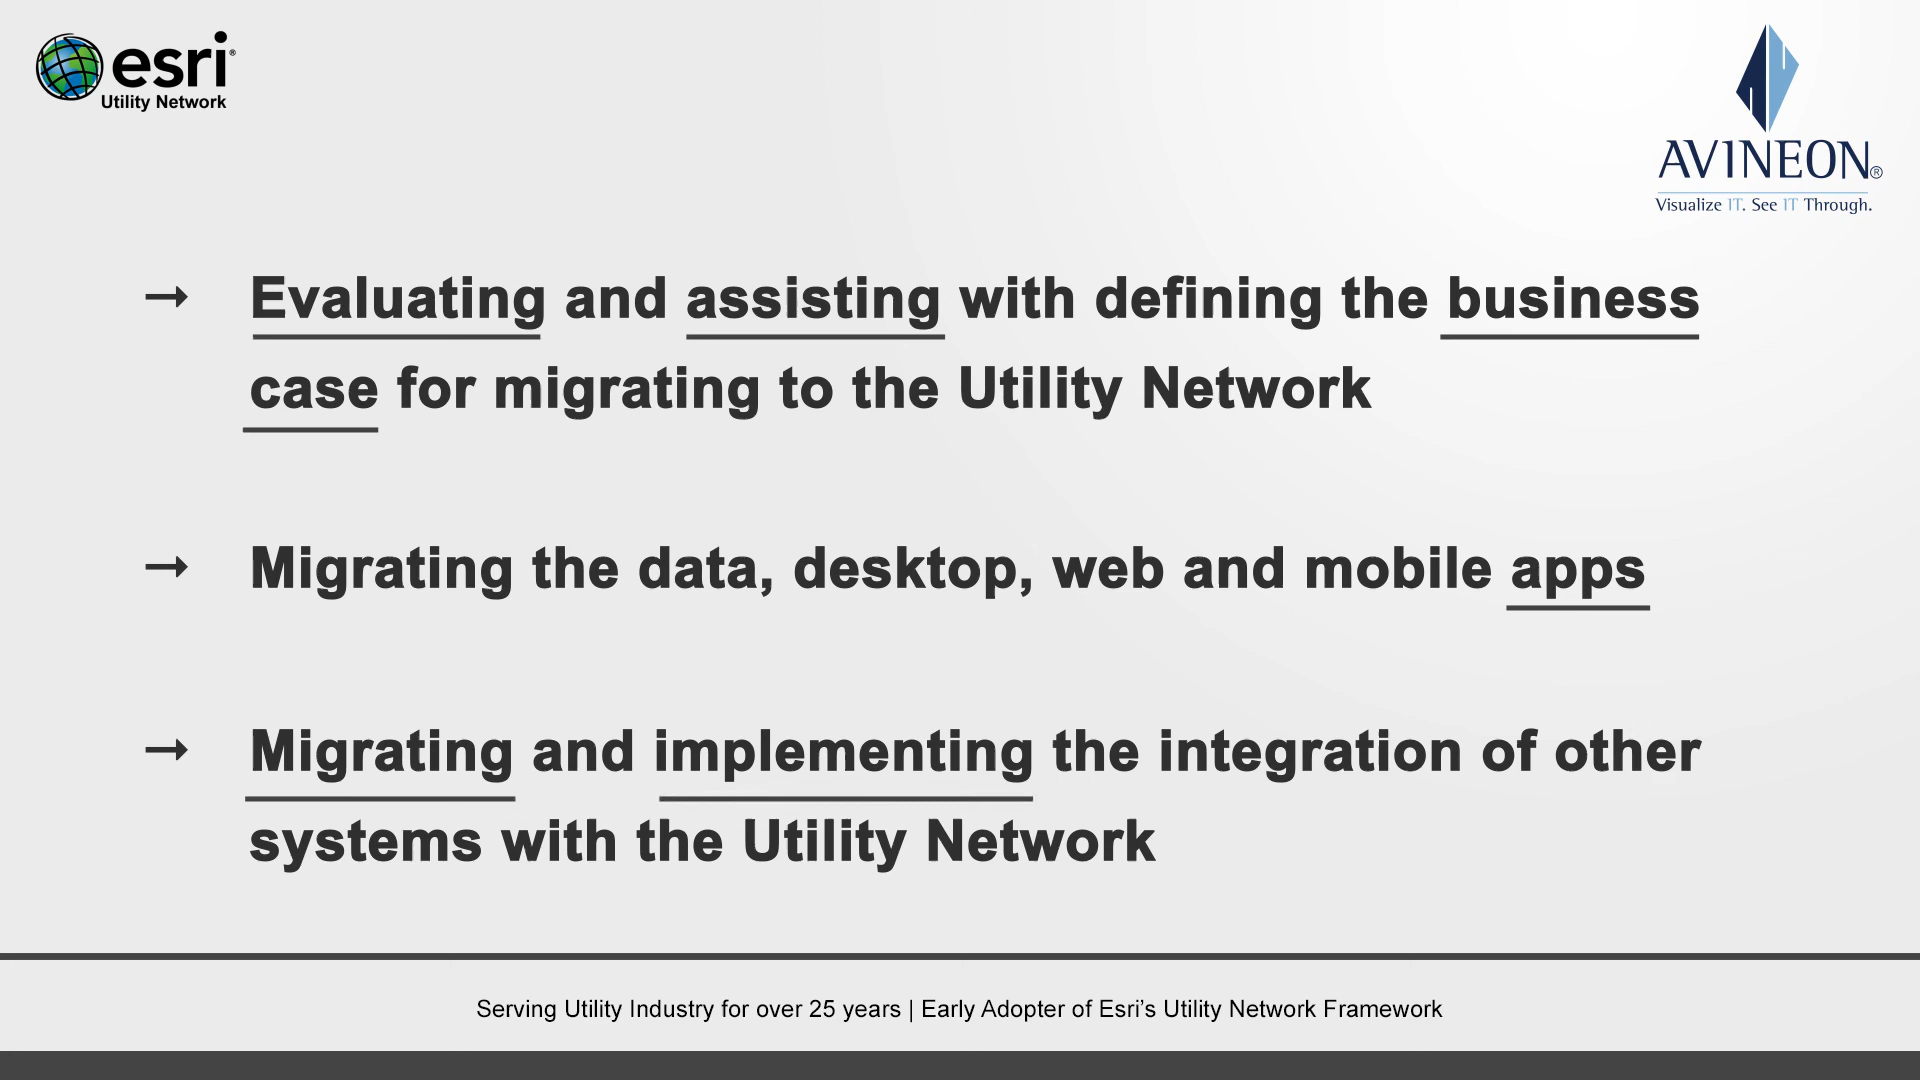 esri®
Utility Network
AVINEON®
Visualize IT. See IT Through.
→ Evaluating and assisting with defining the business
case for migrating to the Utility Network
→ Migrating the data, desktop, web and mobile apps
→ Migrating and implementing the integration of other
systems with the Utility Network
Serving Utility Industry for over 25 years | Early Adopter of Esri’s Utility Network Framework